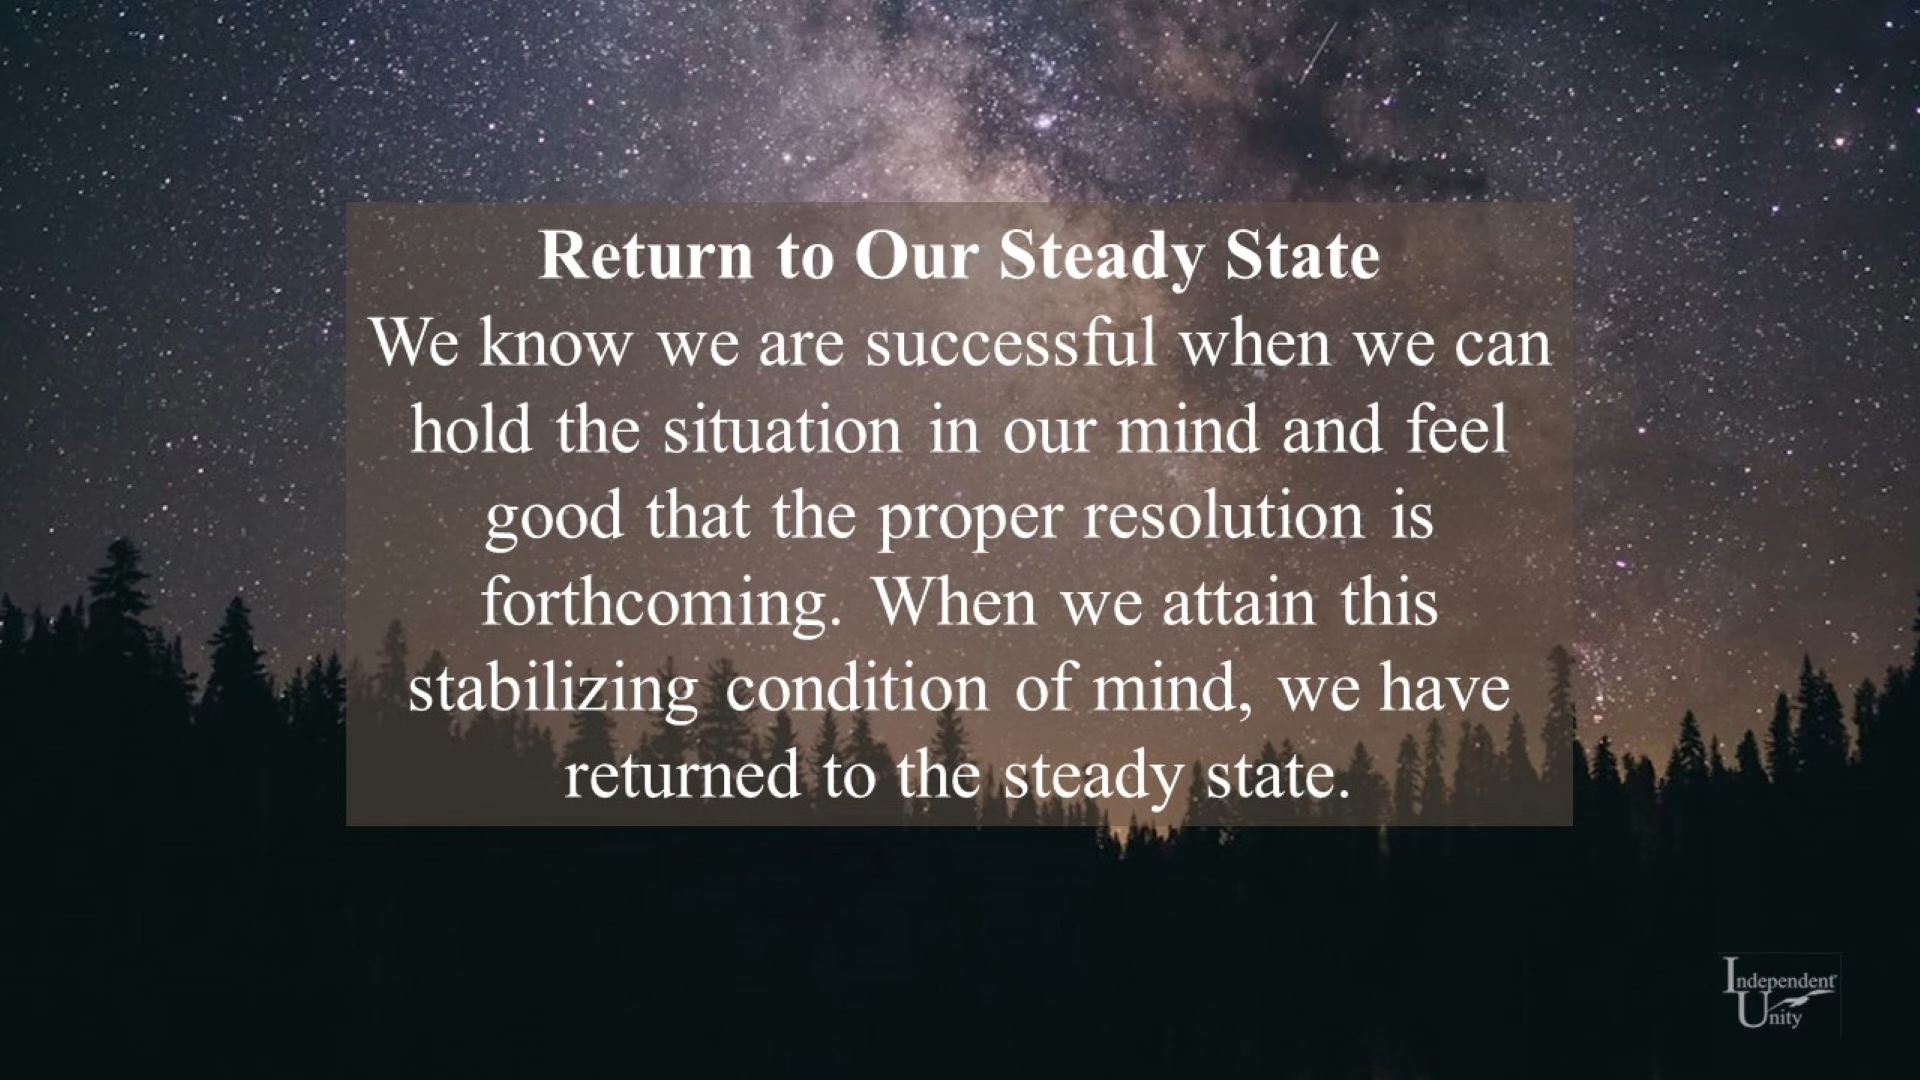 Return to Our Steady State
We know we are successful when we can
hold the situation in our mind and feel
good that the proper resolution is
forthcoming. When we attain this
stabilizing condition of mind, we have
returned to the steady state.
Independent
Unity